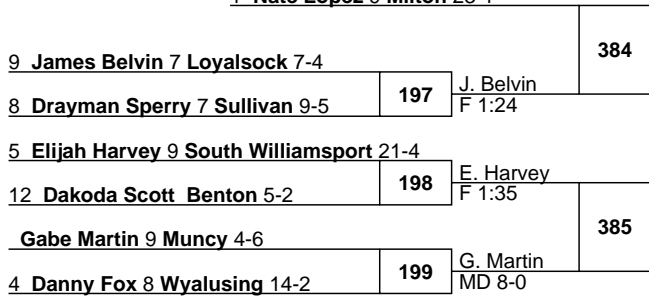 384
9 James Belvin 7 Loyalsock 7-4
197
J. Belvin
F 1:24
8 Drayman Sperry 7 Sullivan 9-5
5 Elijah Harvey 9 South Williamsport 21-4
198
E. Harvey
F 1:35
12 Dakoda Scott Benton 5-2
385
Gabe Martin 9 Muncy 4-6
199
G. Martin
MD 8-0
4 Danny Fox 8 Wyalusing 14-2